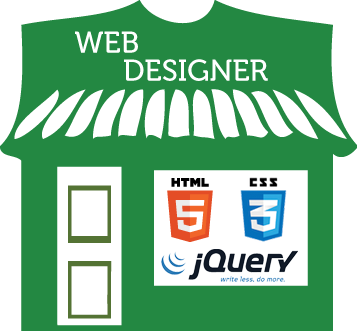 WEB
DESIGNER
HTML CSS
5 3
jQuery
write less, do more.